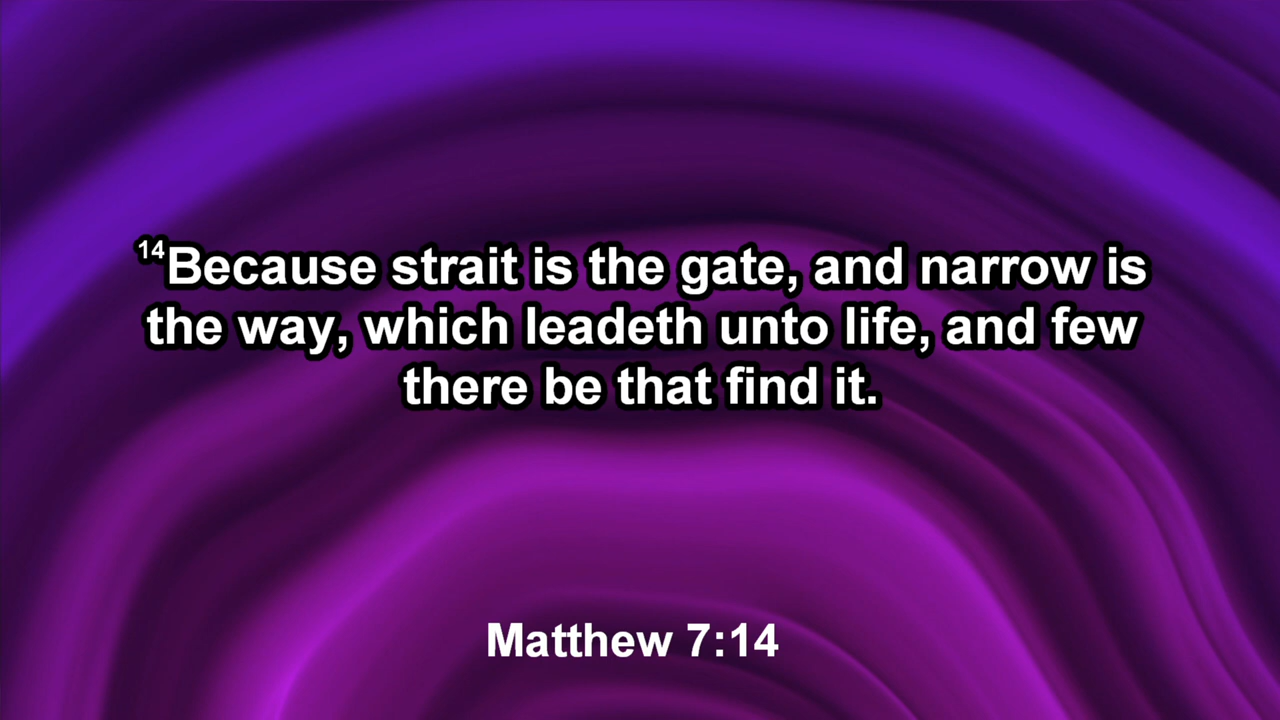 14Because strait is the gate, and narrow is
the way, which leadeth unto life, and few
there be that find it.
Matthew 7:14